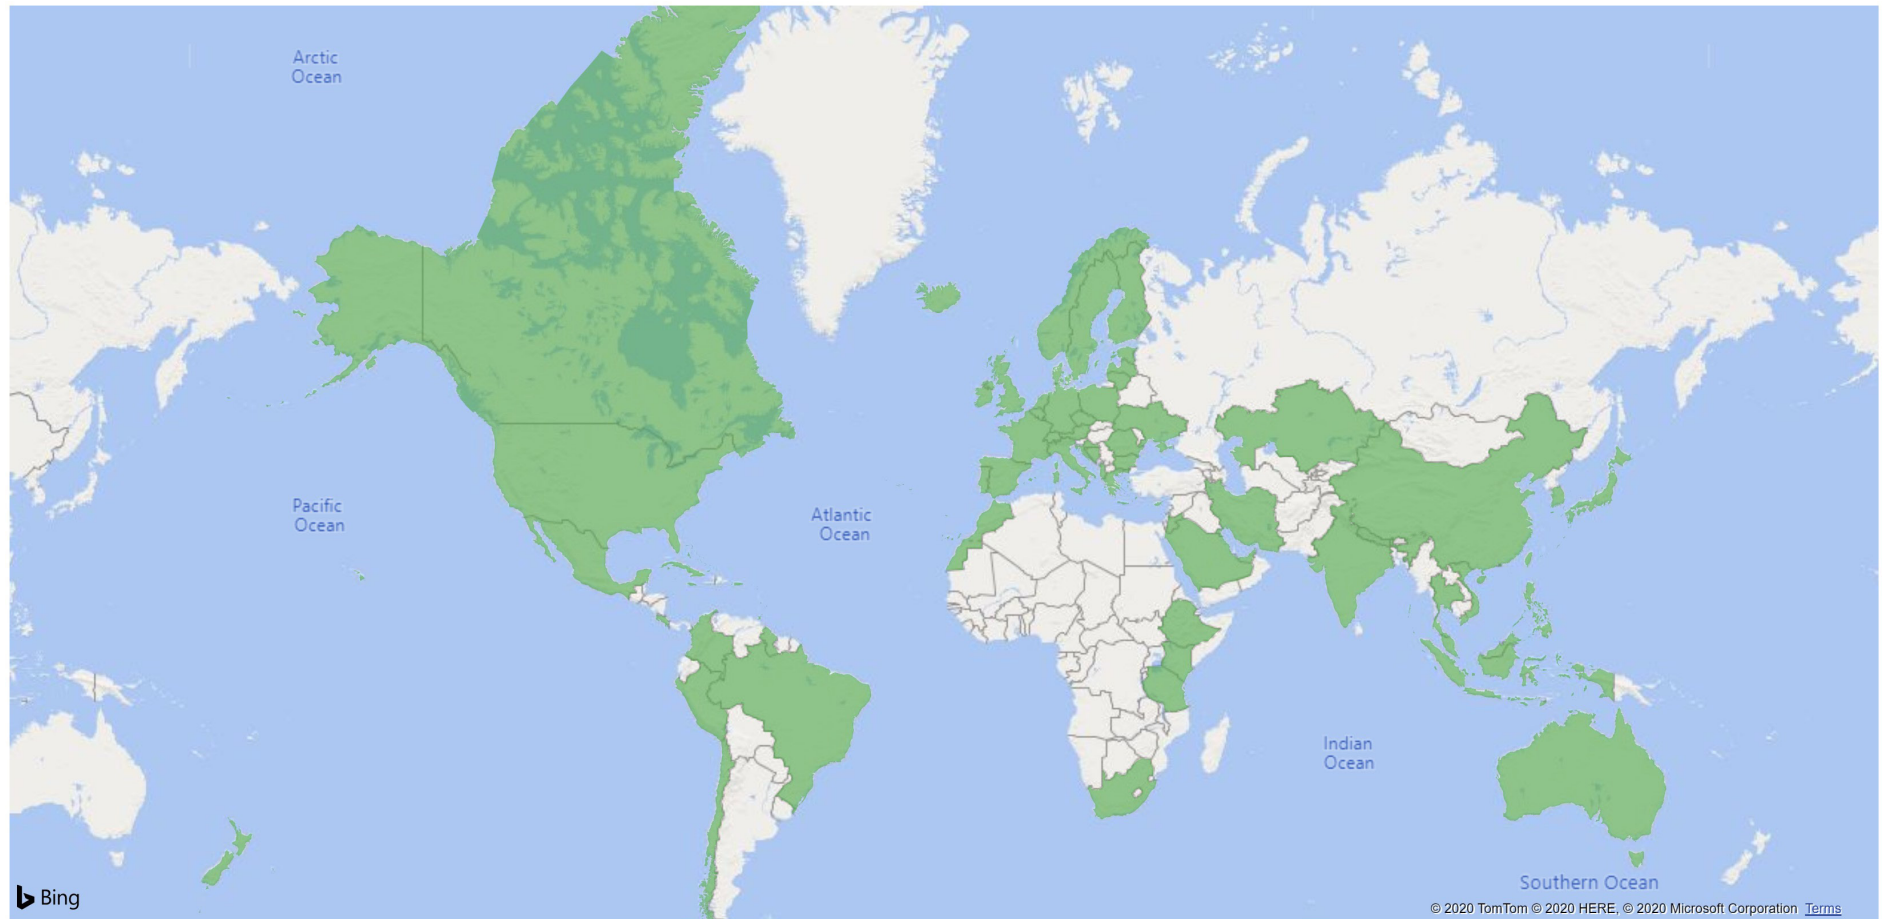 Arctic
Ocean
Pacific
Ocean
Atlantic
Ocean
Indian
Ocean
Southern Ocean
Bing
© 2020 TomTom © 2020 HERE, © 2020 Microsoft Corporation Terms